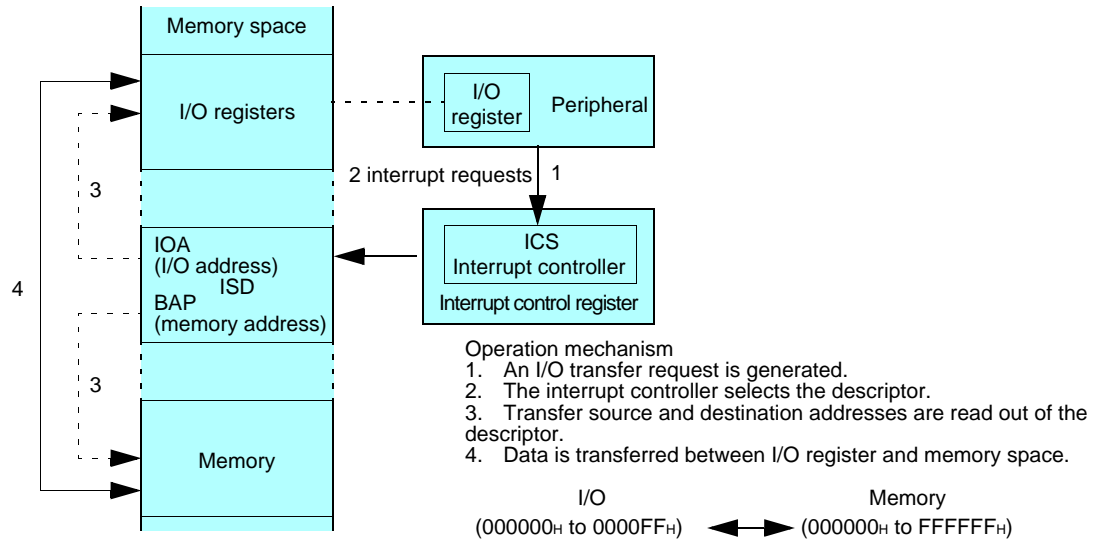 Memory space
I/O registers
I/O
register
Peripheral
2 interrupt requests
1
3
IOA
(I/O address)
ISD
BAP
(memory address)
4
ICS
Interrupt controller
Interrupt control register
3
Memory
Operation mechanism
1. An I/O transfer request is generated.
2. The interrupt controller selects the descriptor.
3. Transfer source and destination addresses are read out of the
descriptor.
4. Data is transferred between I/O register and memory space.
I/O
Memory
(000000H to 0000FFH)
(000000H to FFFFFFH)